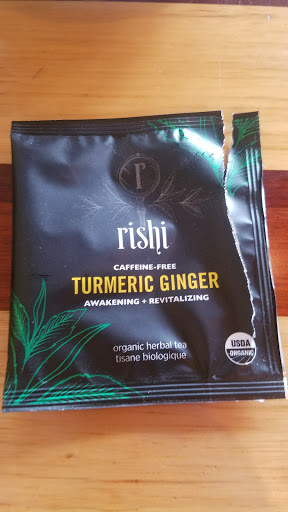 r
rishi
CAFFEINE-FREE
TURMERIC GINGER
AWAKENING + REVITALIZING
organic herbal tea
tisane biologique
USDA
ORGANIC